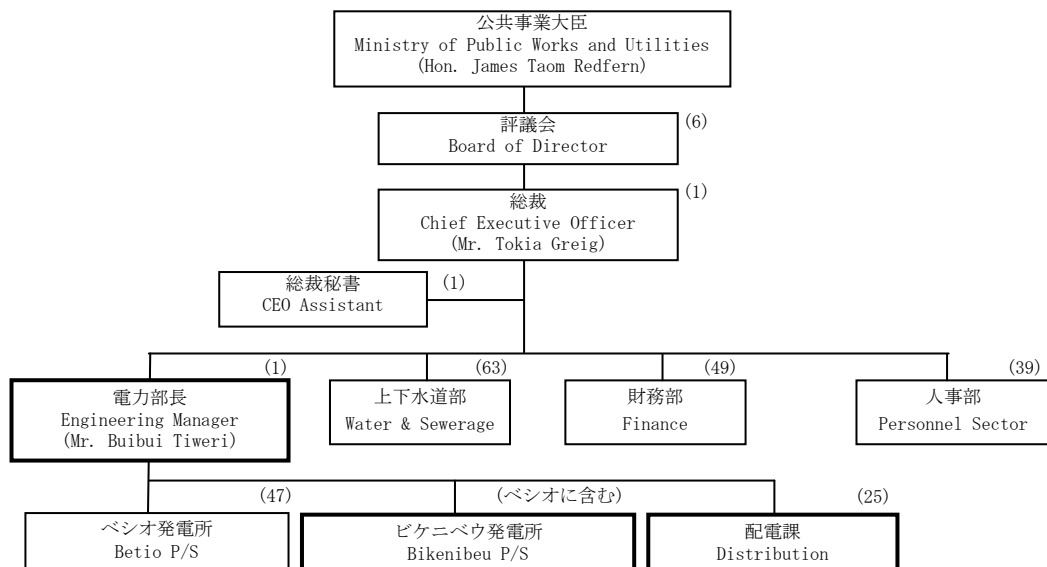 公共事業大臣
Ministry of Public Works and Utilities
(Hon. James Taom Redfern)
評議会
Board of Director
(6)
総裁
Chief Executive Officer
(Mr. Tokia Greig)
(1)
総裁秘書
CEO Assistant
(1)
(1)
電力部長
Engineering Manager
(Mr. Buibui Tiweri)
(63)
上下水道部
Water & Sewerage
(49)
財務部
Finance
(39)
人事部
Personnel Sector
(47)
ベシオ発電所
Betio P/S
(ベシオに含む)
ビケニベウ発電所
Bikenibeu P/S
(25)
配電課
Distribution